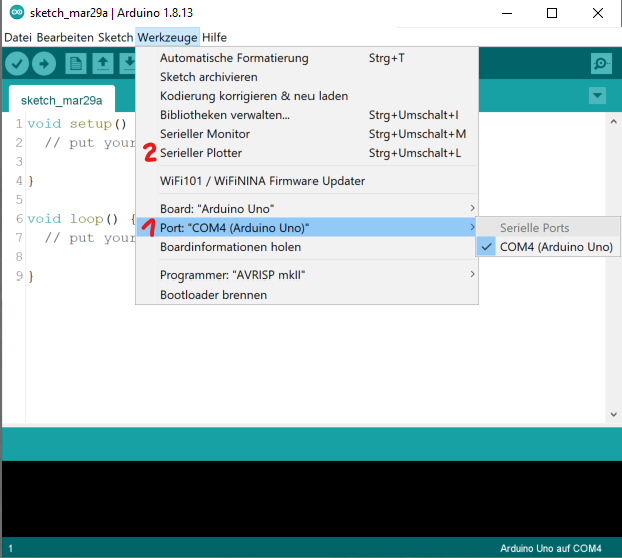 sketch_mar29a | Arduino 1.8.13
Datei Bearbeiten Sketch Werkzeuge Hilfe
Automatische Formatierung Strg+T
Sketch archivieren
Kodierung korrigieren & neu laden
Bibliotheken verwalten... Strg+Umschalt+I
Serieller Monitor Strg+Umschalt+M
2 Serieller Plotter Strg+Umschalt+L
WiFi101 / WiFiNINA Firmware Updater
Board: "Arduino Uno"
1 Port: "COM4 (Arduino Uno)"
Boardinformationen holen
Programmer: "AVRISP mkII"
Bootloader brennen
Serielle Ports
COM4 (Arduino Uno)
sketch_mar29a
1 void setup()
2 // put your
3
4 }
5
6 void loop() {
7 // put your
8
9 }
1 Arduino Uno auf COM4